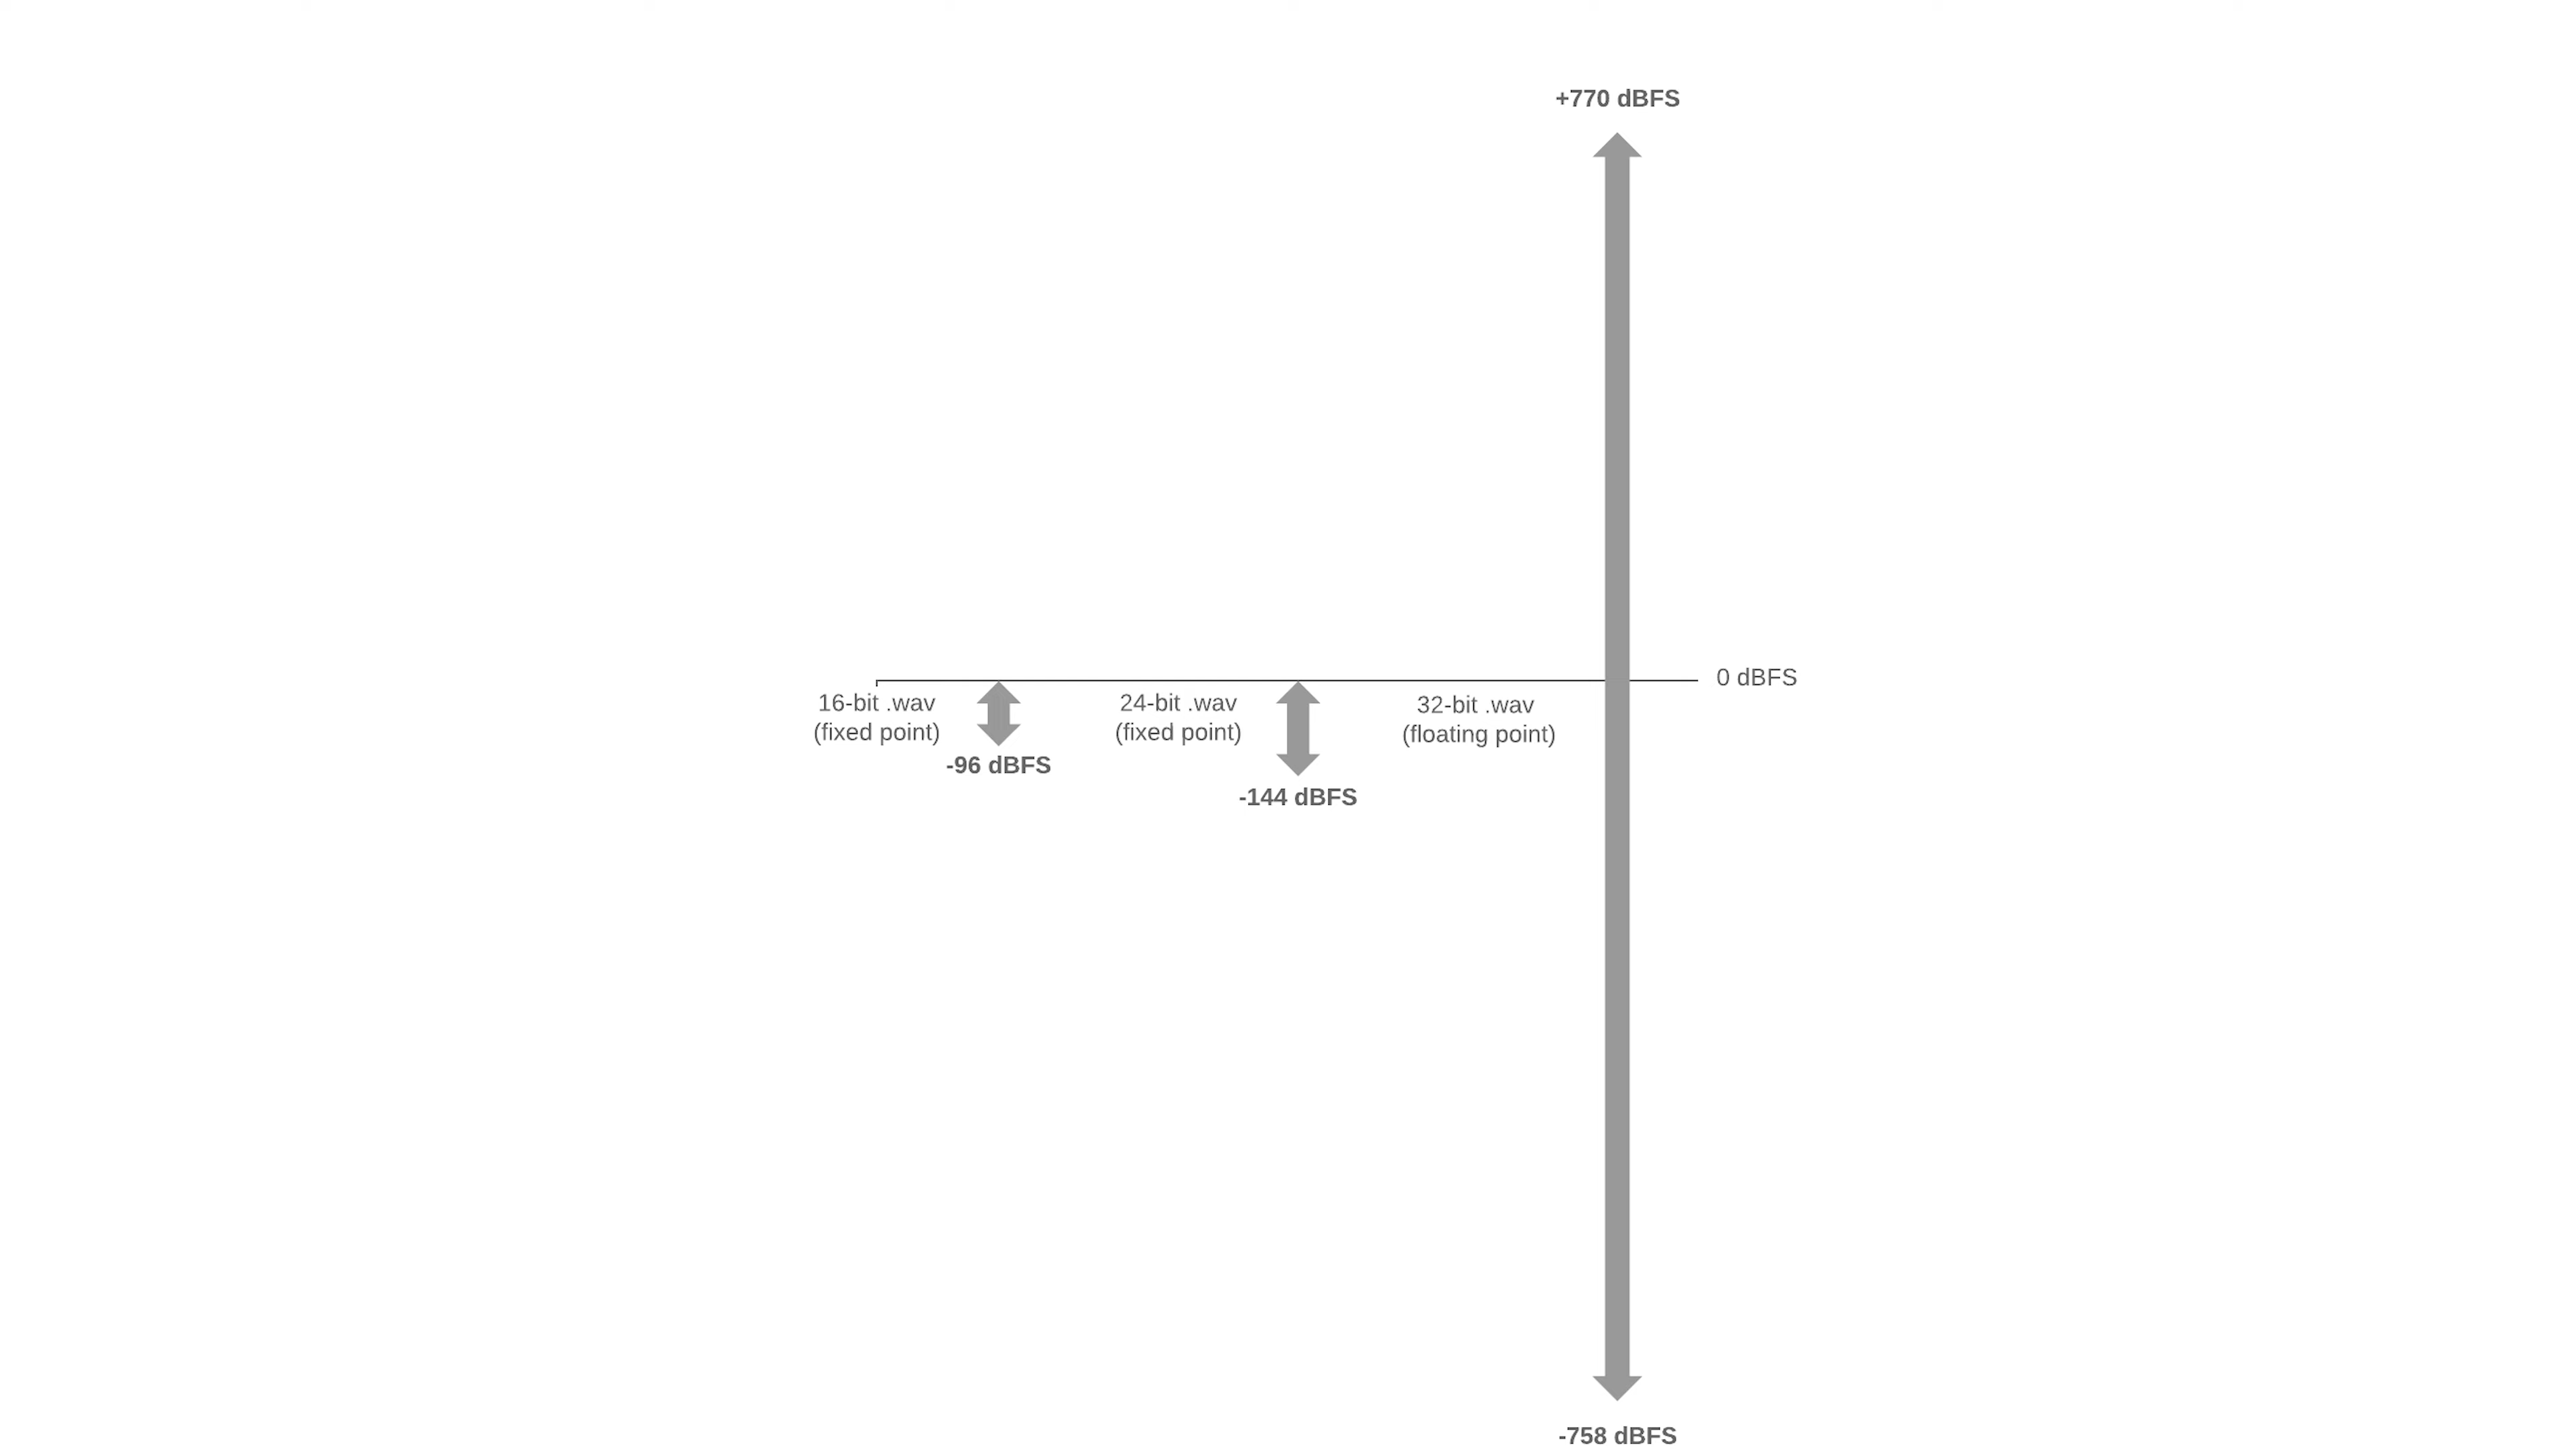 +770 dBFS
0 dBFS
16-bit .wav
(fixed point)
-96 dBFS
24-bit .wav
(fixed point)
-144 dBFS
32-bit .wav
(floating point)
-758 dBFS